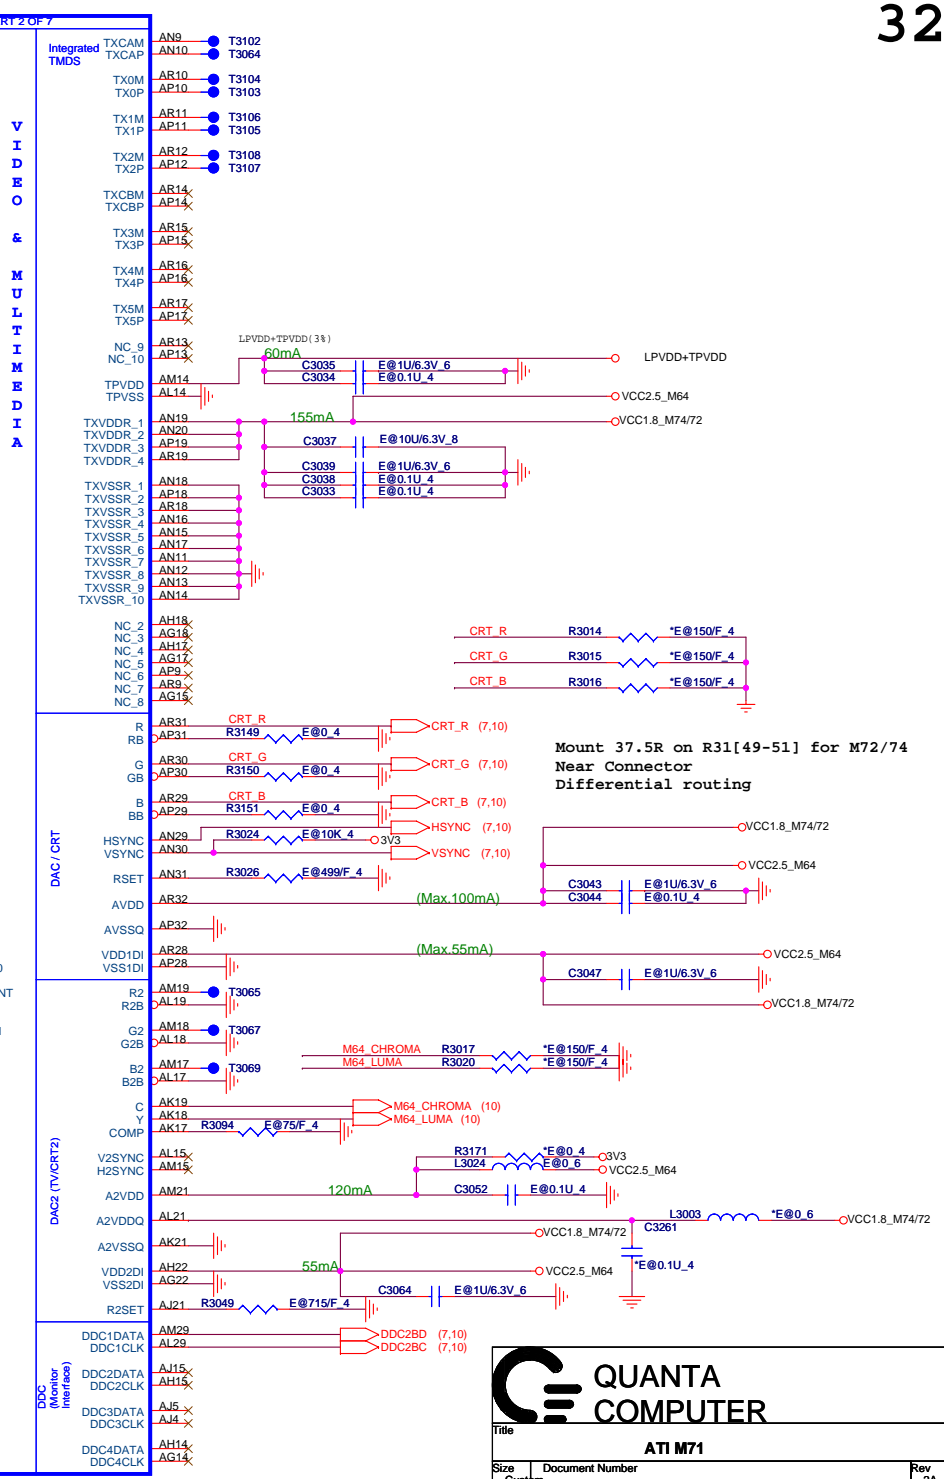 32
RT 2 OF 7
VIDEO & MULTIMEDIA
Integrated
TMDS
TXCAM AN9 T3102
TXCAP AN10 T3064
TX0M AR10 T3104
TX0P AP10 T3103
TX1M AR11 T3106
TX1P AP11 T3105
TX2M AR12 T3108
TX2P AP12 T3107
TXCBM AR14
TXCBP AP14
TX3M AR15
TX3P AP15
TX4M AR16
TX4P AP16
TX5M AR17
TX5P AP17
NC_9 AR13
NC_10 AP13
LPVDD+TPVDD(3%)
60mA LPVDD+TPVDD
C3035 E@1U/6.3V_6
C3034 E@0.1U_4
TPVDD AM14
TPVSS AL14
VCC2.5_M64
TXVDDR_1 AN19 155mA VCC1.8_M74/72
TXVDDR_2 AN20
TXVDDR_3 AP19
TXVDDR_4 AR19
C3037 E@10U/6.3V_8
C3039 E@1U/6.3V_6
C3038 E@0.1U_4
C3033 E@0.1U_4
TXVSSR_1 AN18
TXVSSR_2 AP18
TXVSSR_3 AR18
TXVSSR_4 AN16
TXVSSR_5 AN15
TXVSSR_6 AN17
TXVSSR_7 AN11
TXVSSR_8 AN12
TXVSSR_9 AN13
TXVSSR_10 AN14
NC_2 AH18
NC_3 AG18
NC_4 AH17
NC_5 AG17
NC_6 AP9
NC_7 AR9
NC_8 AG15
CRT_R R3014 *E@150/F_4
CRT_G R3015 *E@150/F_4
CRT_B R3016 *E@150/F_4
DAC / CRT
R AR31 CRT_R CRT_R (7,10)
RB AP31 R3149 E@0_4
G AR30 CRT_G CRT_G (7,10)
GB AP30 R3150 E@0_4
B AR29 CRT_B CRT_B (7,10)
BB AP29 R3151 E@0_4
Mount 37.5R on R31[49-51] for M72/74
Near Connector
Differential routing
HSYNC (7,10)
HSYNC AN29 R3024 E@10K_4 3V3
VSYNC AN30 VSYNC (7,10)
RSET AN31 R3026 E@499/F_4
VCC1.8_M74/72
VCC2.5_M64
C3043 E@1U/6.3V_6
C3044 E@0.1U_4
AVDD AR32 (Max.100mA)
AVSSQ AP32
VDD1DI AR28 (Max.55mA) VCC2.5_M64
VSS1DI AP28
C3047 E@1U/6.3V_6
VCC1.8_M74/72
NT
DAC2 (TV/CRT2)
R2 AM19 T3065
R2B AL19
G2 AM18 T3067
G2B AL18
B2 AM17 T3069
B2B AL17
M64_CHROMA R3017 *E@150/F_4
M64_LUMA R3020 *E@150/F_4
C AK19 M64_CHROMA (10)
Y AK18 M64_LUMA (10)
COMP AK17 R3094 E@75/F_4
V2SYNC AL15
H2SYNC AM15
R3171 *E@0_4 3V3
L3024 E@0_6 VCC2.5_M64
A2VDD AM21 120mA C3052 E@0.1U_4
A2VDDQ AL21 L3003 *E@0_6 VCC1.8_M74/72
C3261
*E@0.1U_4
A2VSSQ AK21
VCC1.8_M74/72
VDD2DI AH22 55mA VCC2.5_M64
VSS2DI AG22
C3064 E@1U/6.3V_6
R2SET AJ21 R3049 E@715/F_4
DDC
(Monitor
Interface)
DDC1DATA AM29 DDC2BD (7,10)
DDC1CLK AL29 DDC2BC (7,10)
DDC2DATA AJ15
DDC2CLK AH15
DDC3DATA AJ5
DDC3CLK AJ4
DDC4DATA AH14
DDC4CLK AG14
QUANTA
COMPUTER
Title
ATI M71
Size Document Number Rev